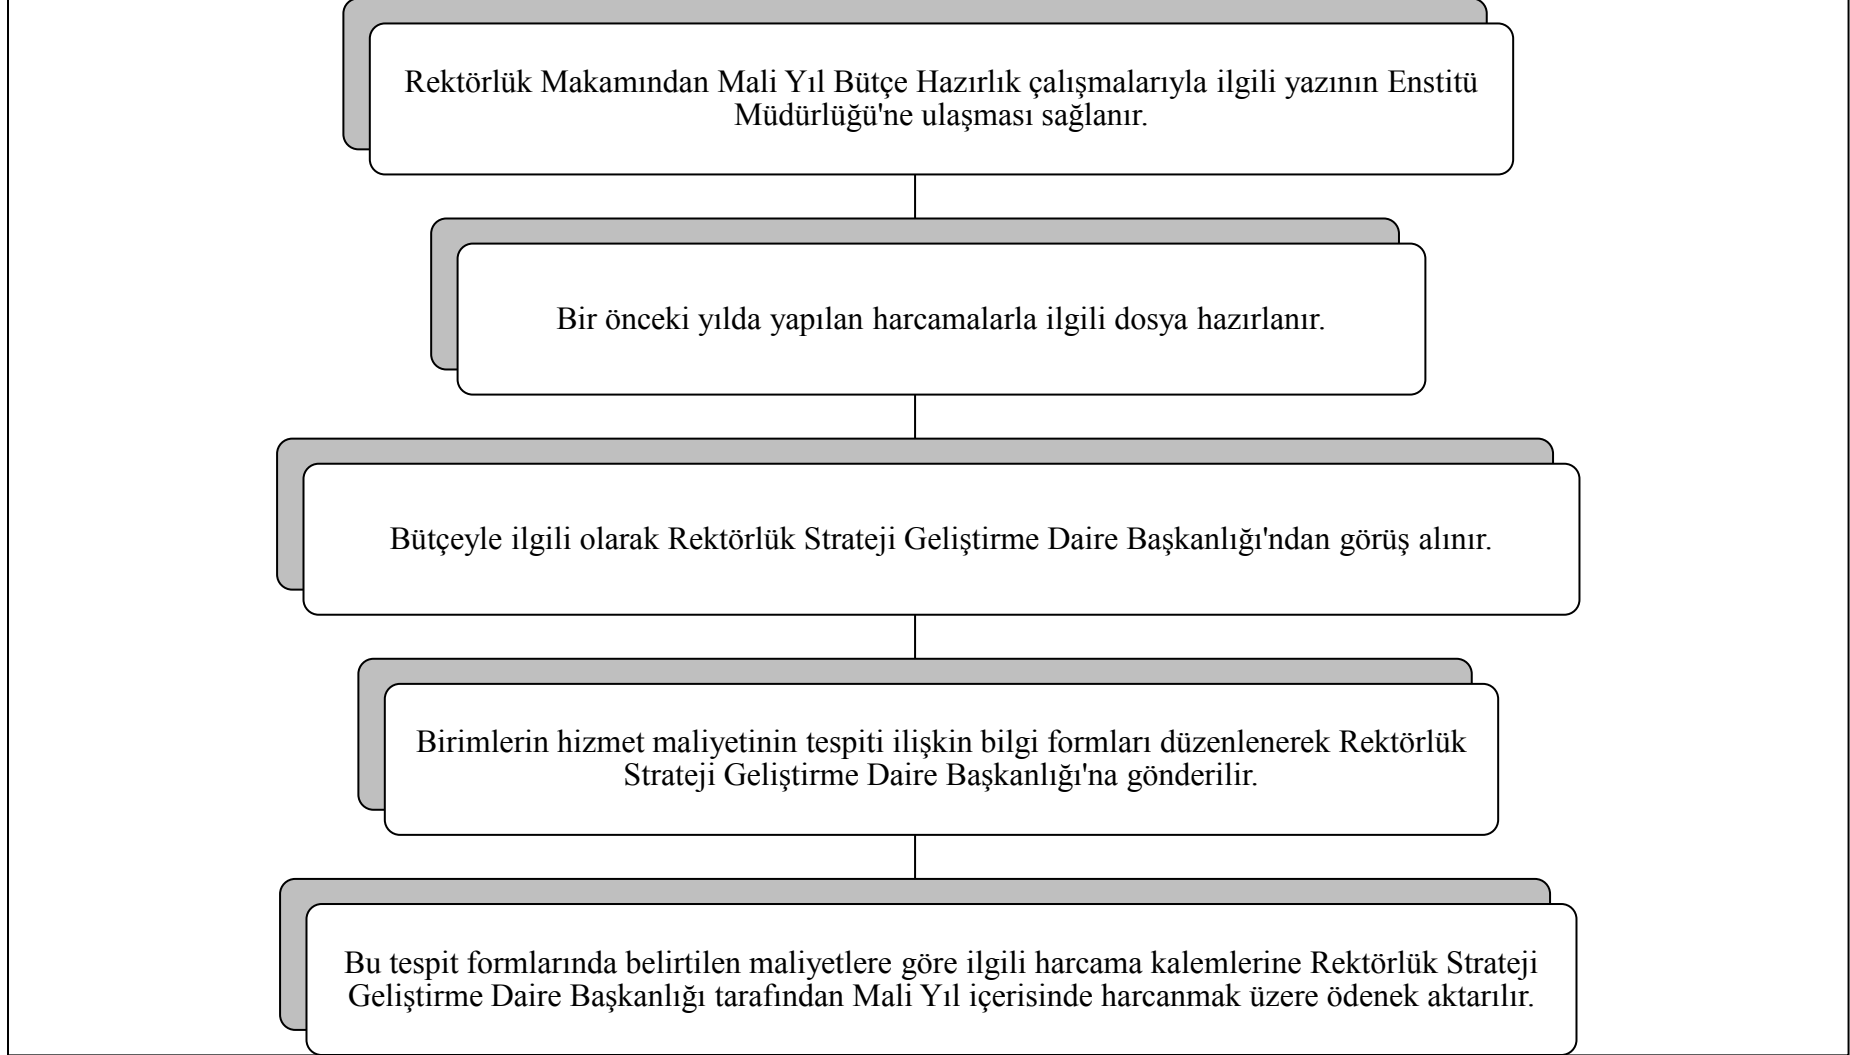 Rektörlük Makamından Mali Yıl Bütçe Hazırlık çalışmalarıyla ilgili yazının Enstitü
Müdürlüğü'ne ulaşması sağlanır.
Bir önceki yılda yapılan harcamalarla ilgili dosya hazırlanır.
Bütçeyle ilgili olarak Rektörlük Strateji Geliştirme Daire Başkanlığı'ndan görüş alınır.
Birimlerin hizmet maliyetinin tespiti ilişkin bilgi formları düzenlenerek Rektörlük
Strateji Geliştirme Daire Başkanlığı'na gönderilir.
Bu tespit formlarında belirtilen maliyetlere göre ilgili harcama kalemlerine Rektörlük Strateji
Geliştirme Daire Başkanlığı tarafından Mali Yıl içerisinde harcanmak üzere ödenek aktarılır.